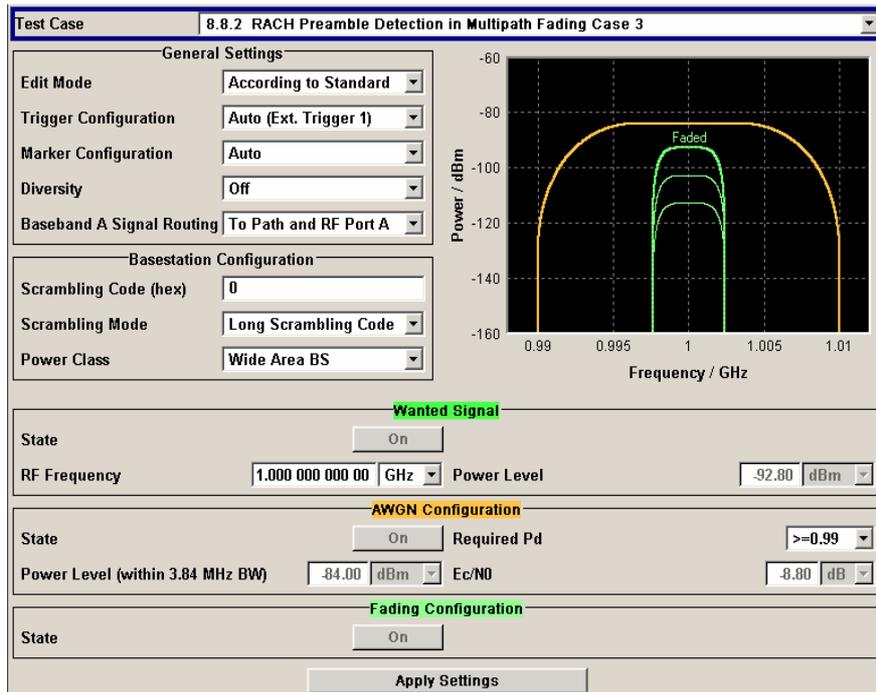 Test Case 8.8.2 RACH Preamble Detection in Multipath Fading Case 3
General Settings
Edit Mode According to Standard
Trigger Configuration Auto (Ext. Trigger 1)
Marker Configuration Auto
Diversity Off
Baseband A Signal Routing To Path and RF Port A
Basestation Configuration
Scrambling Code (hex) 0
Scrambling Mode Long Scrambling Code
Power Class Wide Area BS
Power / dBm
-60
-80
-100
-120
-140
-160
Faded
0.99 0.995 1 1.005 1.01
Frequency / GHz
Wanted Signal
State On
RF Frequency 1.000 000 000 00 GHz Power Level -92.80 dBm
AWGN Configuration
State On Required Pd >=0.99
Power Level (within 3.84 MHz BW) -84.00 dBm Ec/N0 -8.80 dB
Fading Configuration
State On
Apply Settings